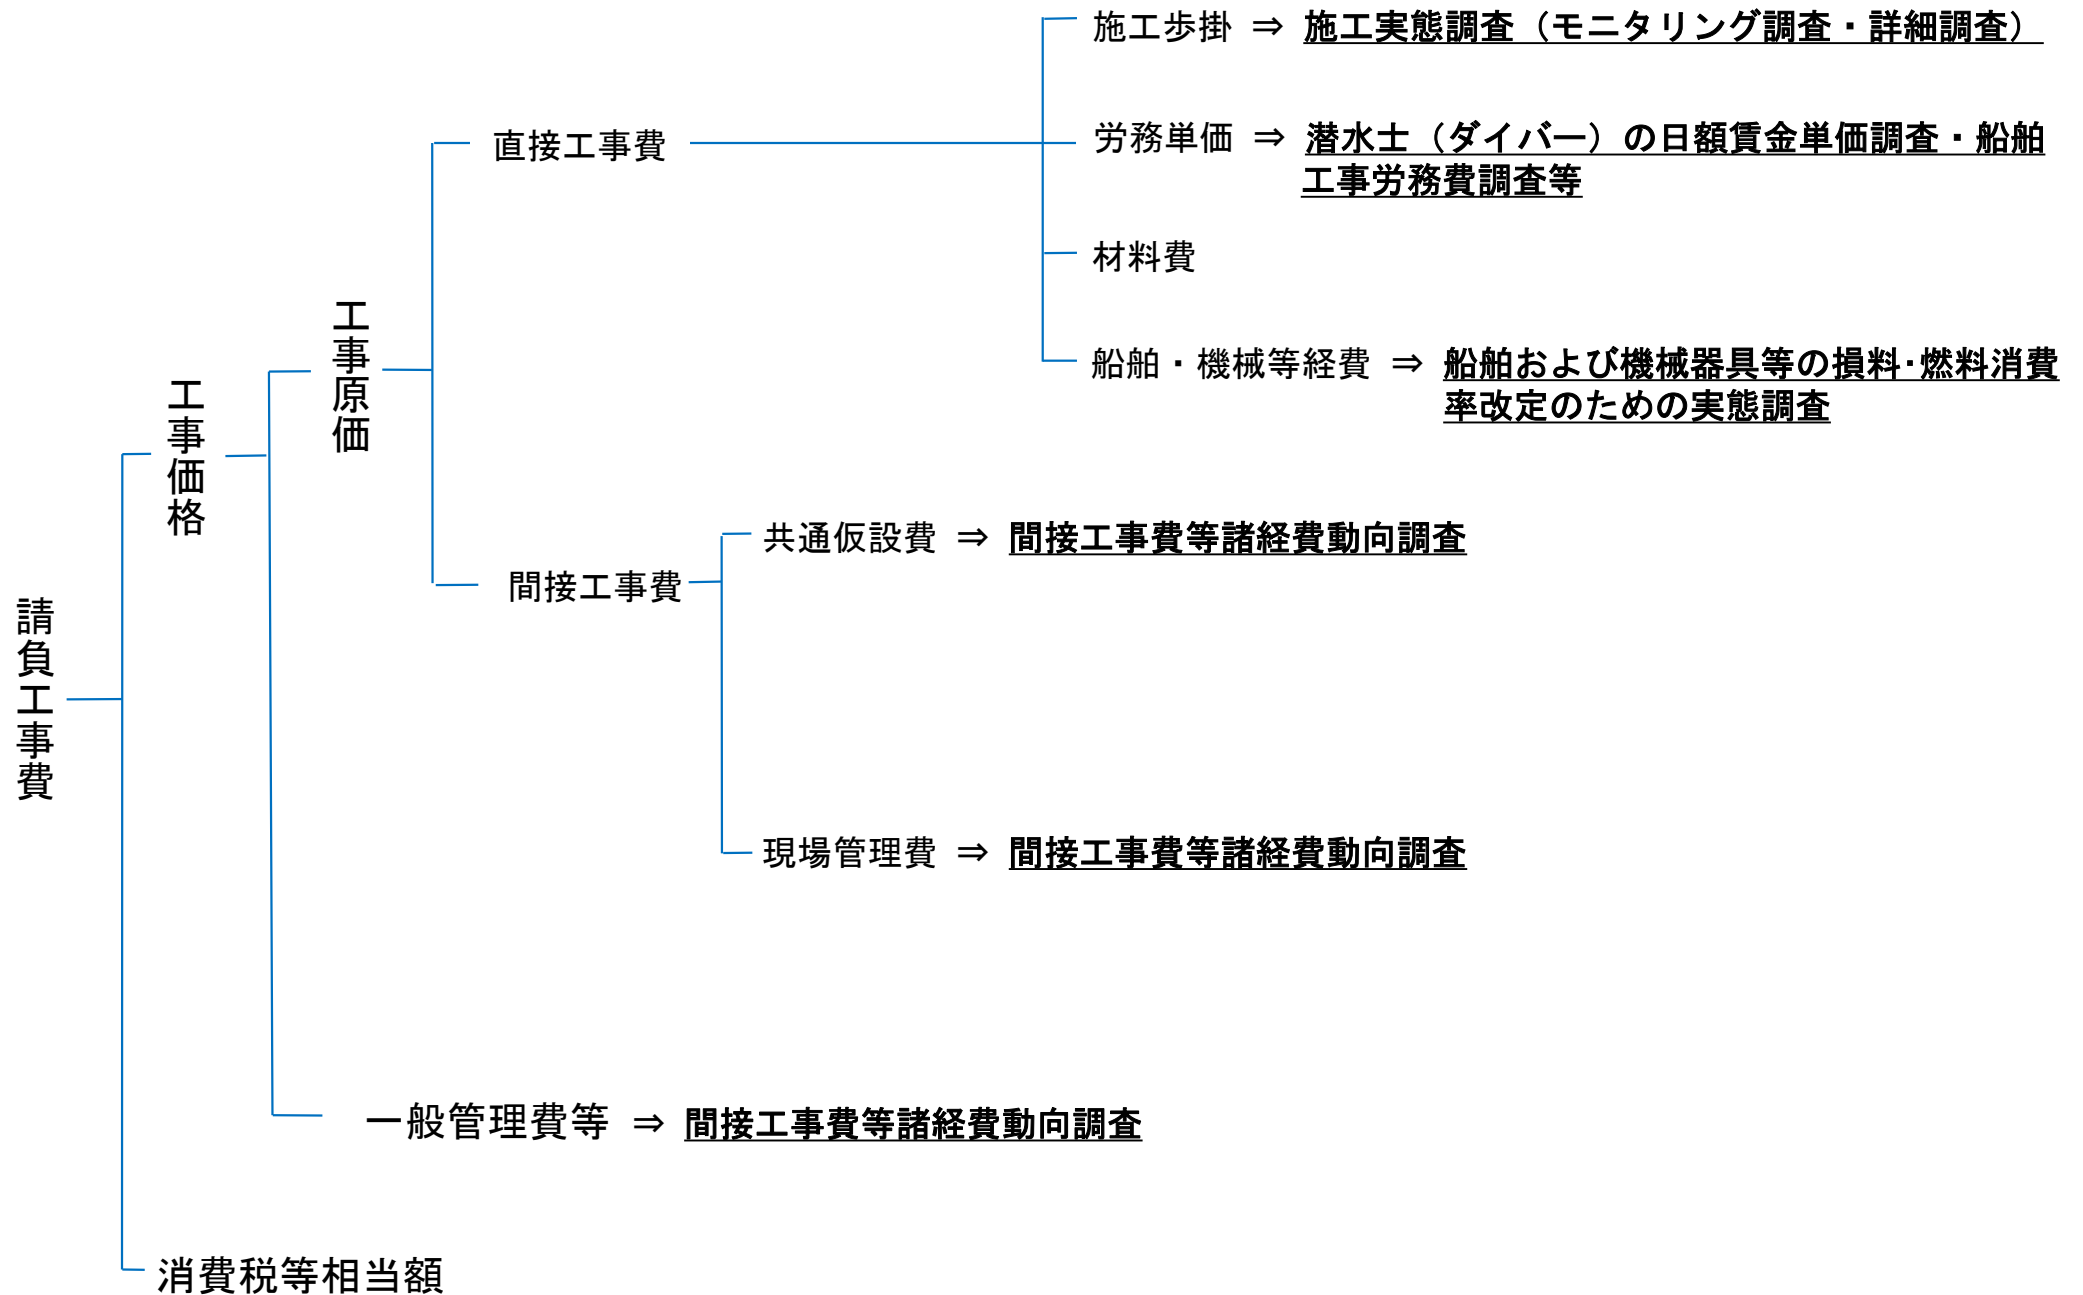 施工歩掛 ⇒ 施工実態調査（モニタリング調査・詳細調査）
労務単価 ⇒ 潜水士（ダイバー）の日額賃金単価調査・船舶
工事労務費調査等
直接工事費
材料費
船舶・機械等経費 ⇒ 船舶および機械器具等の損料･燃料消費
率改定のための実態調査
工事原価
工事価格
共通仮設費 ⇒ 間接工事費等諸経費動向調査
間接工事費
請負工事費
現場管理費 ⇒ 間接工事費等諸経費動向調査
一般管理費等 ⇒ 間接工事費等諸経費動向調査
消費税等相当額